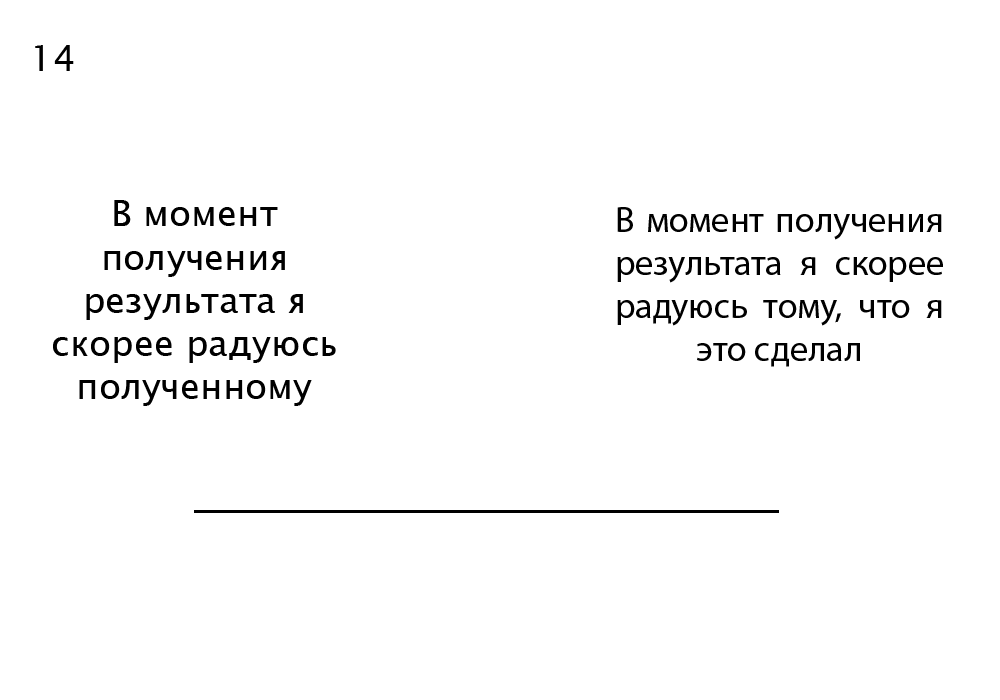 14
В момент
получения
результата я
скорее радуюсь
полученному
В момент получения
результата я скорее
радуюсь тому, что я
это сделал